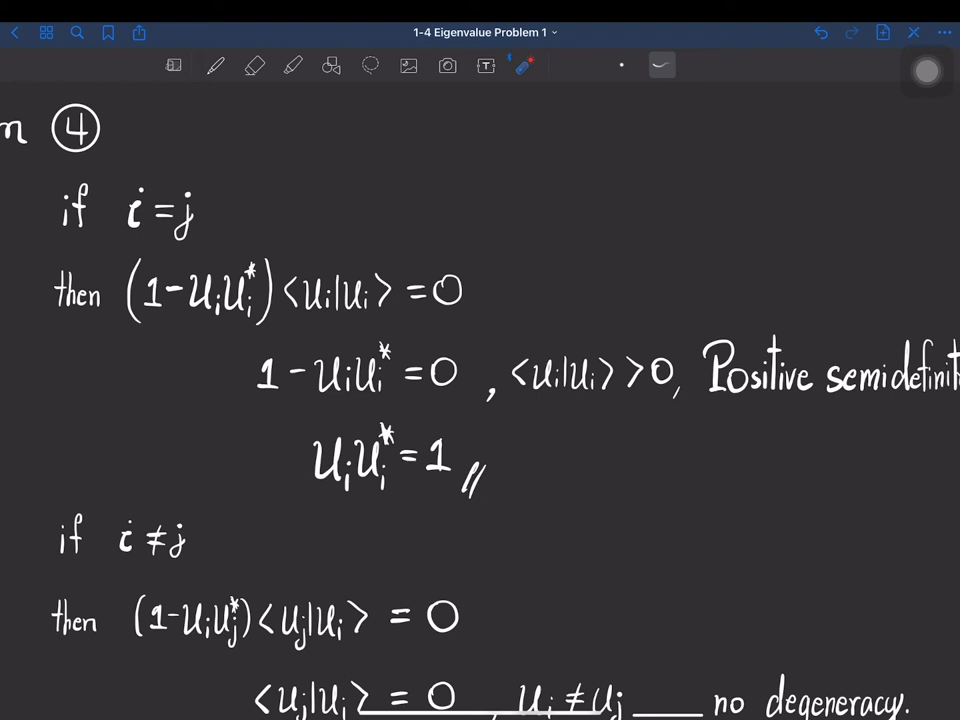 1-4 Eigenvalue Problem 1
n ④
if i = j
then (1 - u_i u_i^*) <u_i|u_i> = 0
1 - u_i u_i^* = 0 , <u_i|u_i> > 0, Positive semidefinit
u_i u_i^* = 1 //
if i ≠ j
then (1 - u_i u_j^*) <u_j|u_i> = 0
<u_j|u_i> = 0 , u_i ≠ u_j ___ no degeneracy.